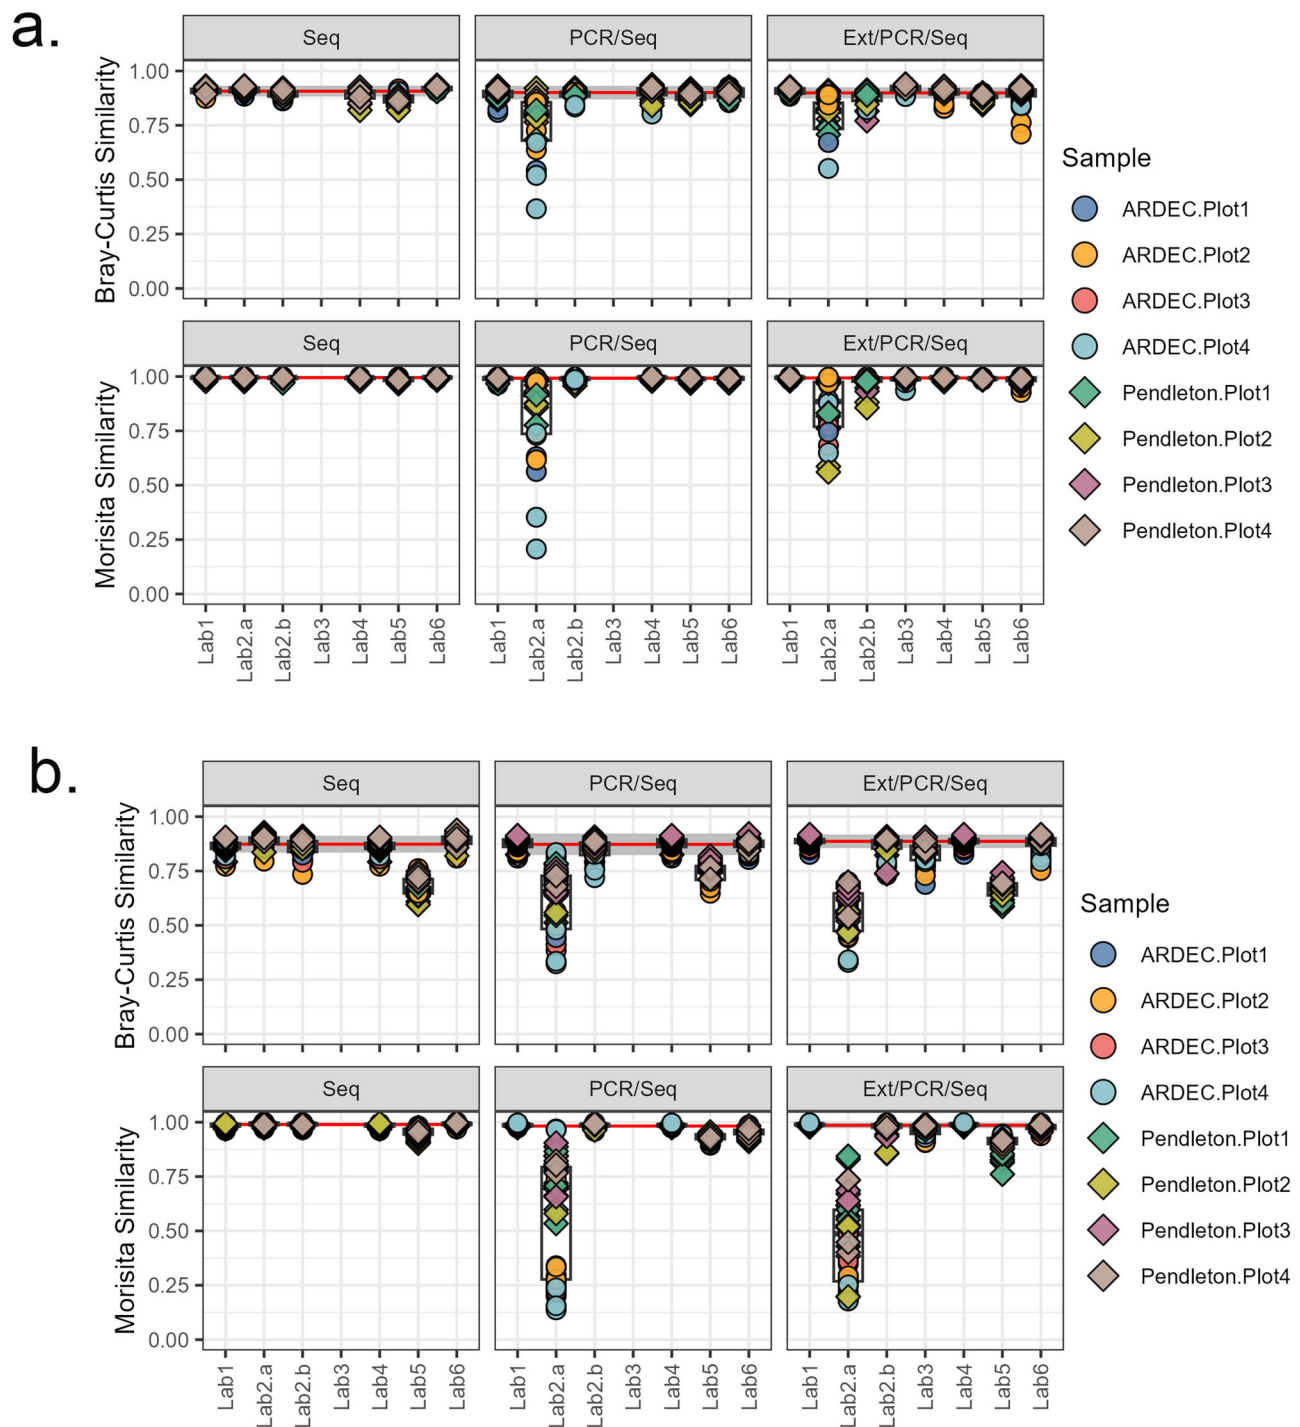 a.
Seq PCR/Seq Ext/PCR/Seq
Bray-Curtis Similarity
1.00
0.75
0.50
0.25
0.00
Seq PCR/Seq Ext/PCR/Seq
Morisita Similarity
1.00
0.75
0.50
0.25
0.00
Lab1 Lab2.a Lab2.b Lab3 Lab4 Lab5 Lab6 Lab1 Lab2.a Lab2.b Lab3 Lab4 Lab5 Lab6 Lab1 Lab2.a Lab2.b Lab3 Lab4 Lab5 Lab6
Sample
ARDEC.Plot1
ARDEC.Plot2
ARDEC.Plot3
ARDEC.Plot4
Pendleton.Plot1
Pendleton.Plot2
Pendleton.Plot3
Pendleton.Plot4
b.
Seq PCR/Seq Ext/PCR/Seq
Bray-Curtis Similarity
1.00
0.75
0.50
0.25
0.00
Seq PCR/Seq Ext/PCR/Seq
Morisita Similarity
1.00
0.75
0.50
0.25
0.00
Lab1 Lab2.a Lab2.b Lab3 Lab4 Lab5 Lab6 Lab1 Lab2.a Lab2.b Lab3 Lab4 Lab5 Lab6 Lab1 Lab2.a Lab2.b Lab3 Lab4 Lab5 Lab6
Sample
ARDEC.Plot1
ARDEC.Plot2
ARDEC.Plot3
ARDEC.Plot4
Pendleton.Plot1
Pendleton.Plot2
Pendleton.Plot3
Pendleton.Plot4